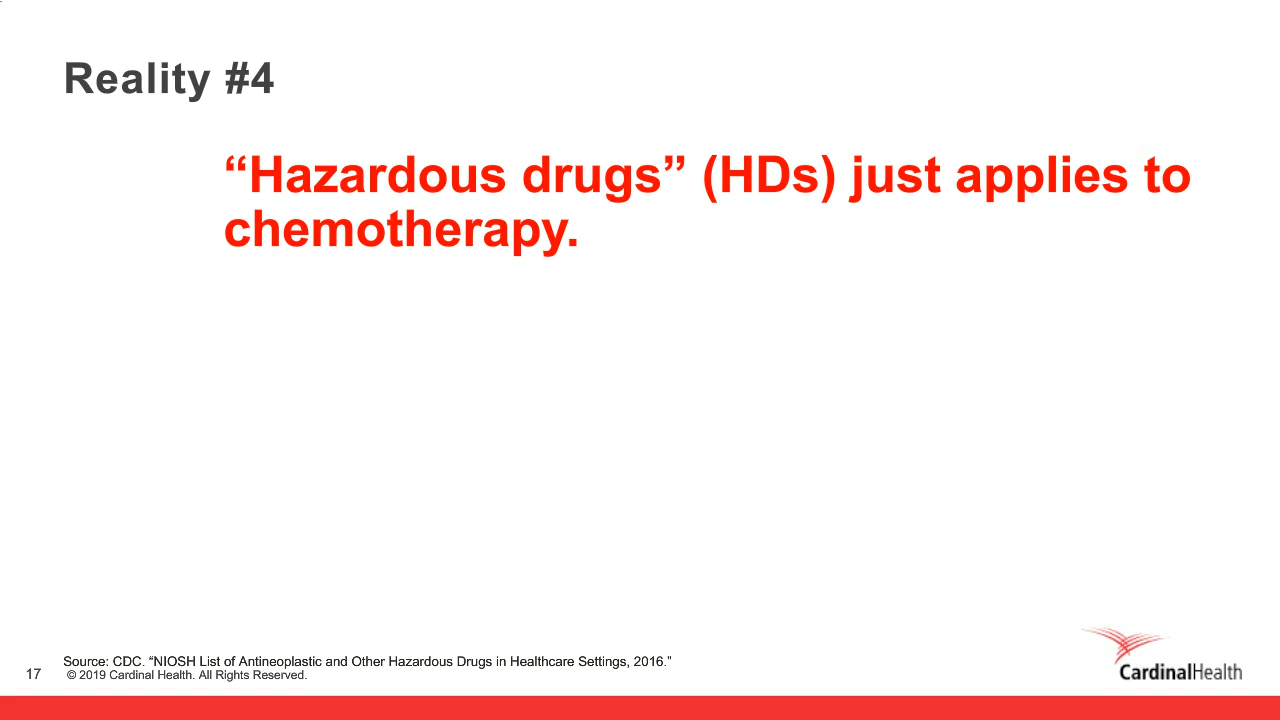 Reality #4
“Hazardous drugs” (HDs) just applies to
chemotherapy.
Source: CDC. “NIOSH List of Antineoplastic and Other Hazardous Drugs in Healthcare Settings, 2016.”
17 © 2019 Cardinal Health. All Rights Reserved.
CardinalHealth